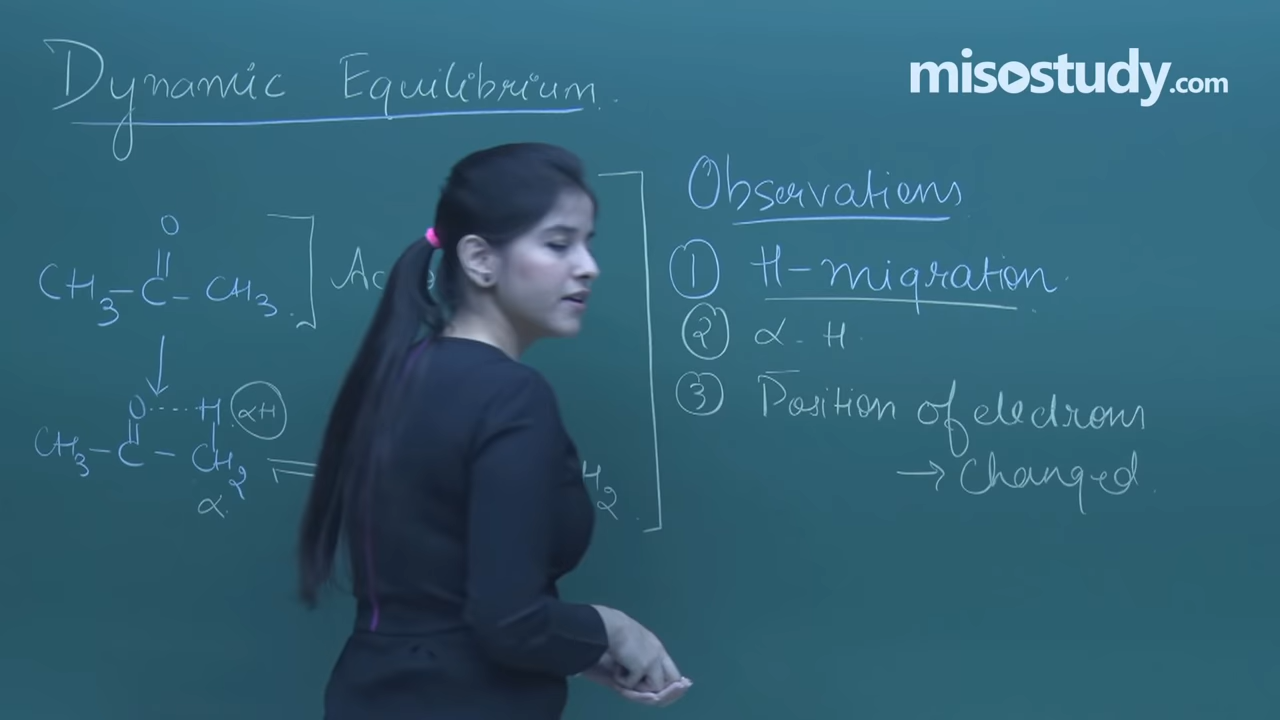 Dynamic Equilibrium.
misostudy.com
O
||
CH3-C-CH3.
O····H αH
||
CH3-C-CH2 ⇌
α.
H2
Observations
① H-migration.
② α-H.
③ Position of electrons
→ Changed.